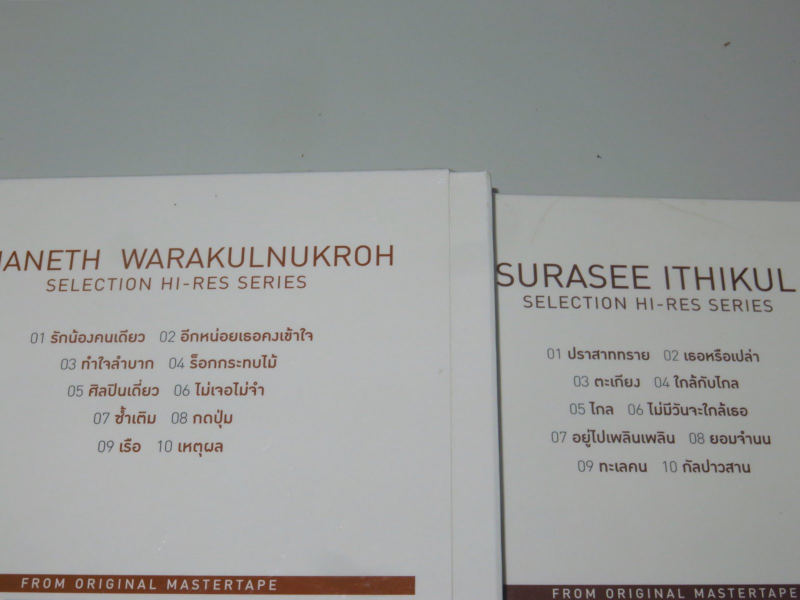 WARAKULNUKROH
SELECTION HI-RES SERIES
01 รักน้องคนเดียว 02 อีกหน่อยเธอคงเข้าใจ
03 ทำใจลำบาก 04 ร็อกกระทบไม้
05 ศิลปินเดี่ยว 06 ไม่เจอไม่จำ
07 ซ้ำเติม 08 กดปุ่ม
09 เรือ 10 เหตุผล
FROM ORIGINAL MASTERTAPE
SURASEE ITHIKUL
SELECTION HI-RES SERIES
01 ปราสาททราย 02 เธอหรือเปล่า
03 ตะเกียง 04 ใกล้กับไกล
05 ไกล 06 ไม่มีวันจะใกล้เธอ
07 อยู่ไปเพลินเพลิน 08 ยอมจำนน
09 ทะเลคน 10 กัลปาวสาน
FROM ORIGINAL MASTERTAPE